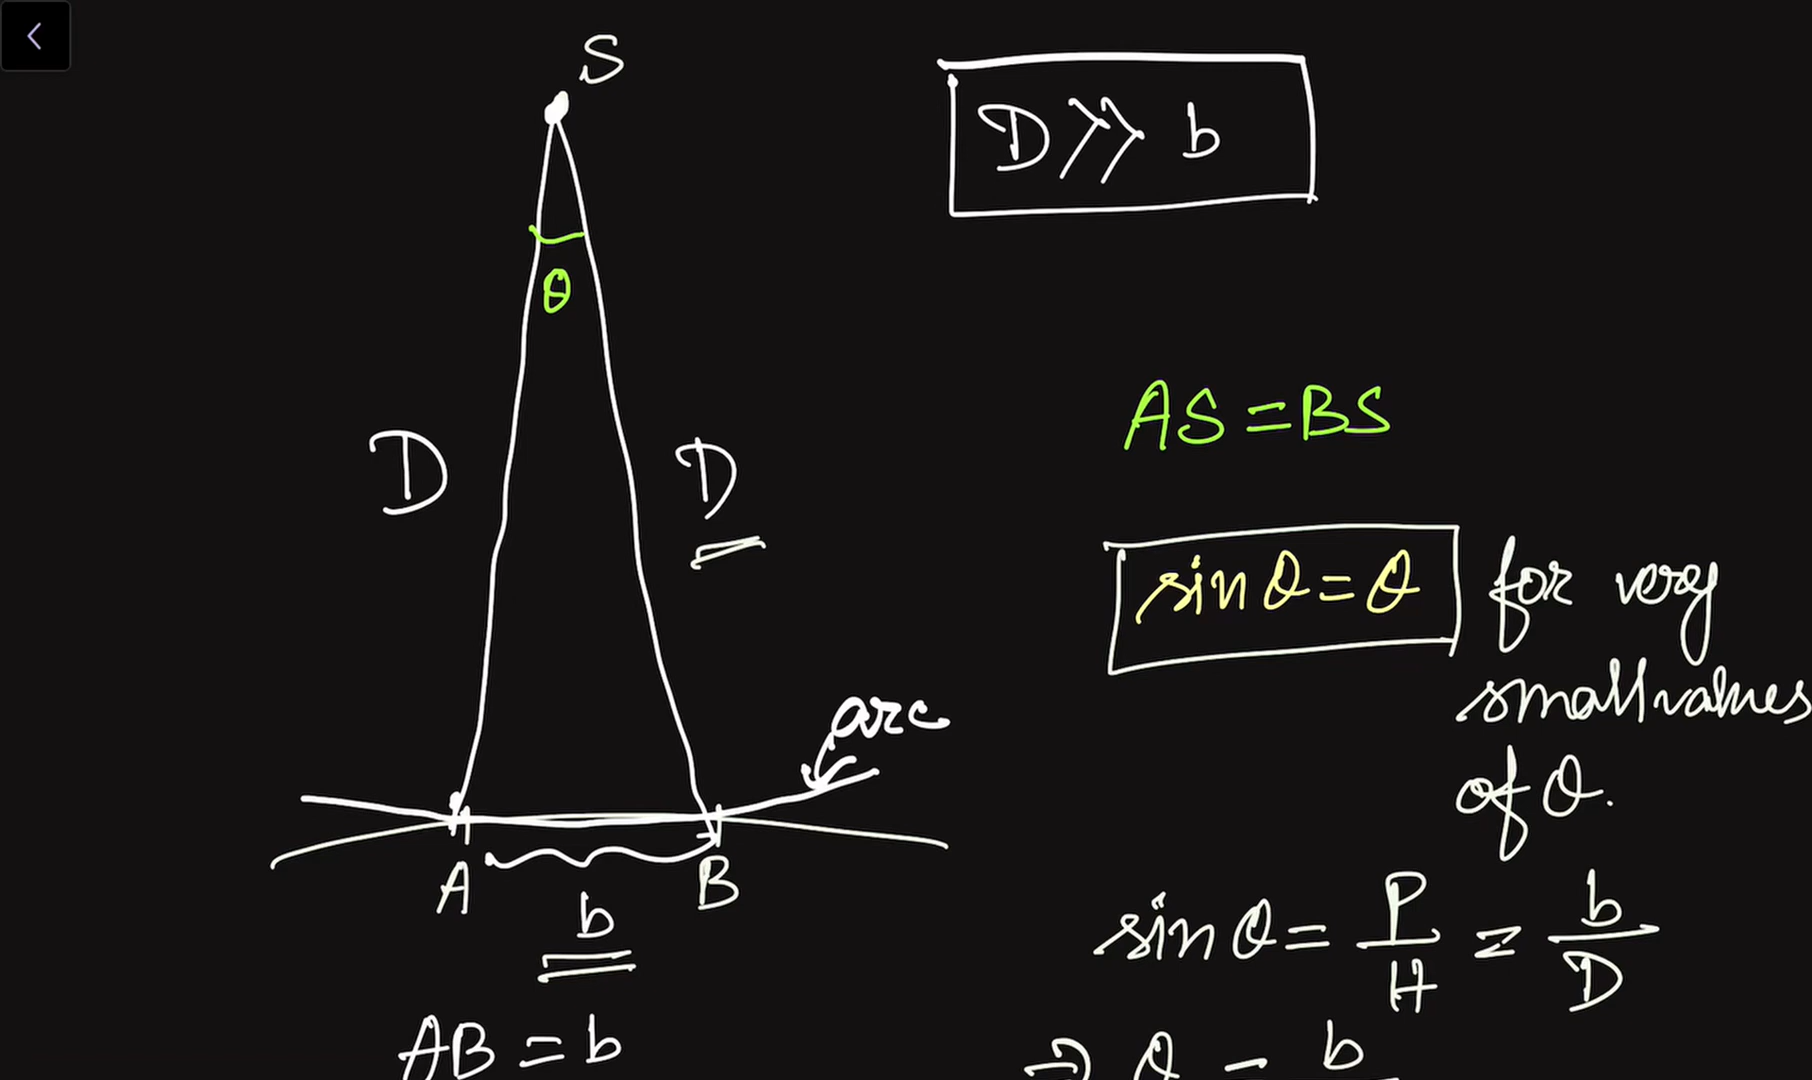 S
D >> b
θ
AS = BS
D
D
sin θ = θ for very
small values
of θ.
arc
A
B
b
sin θ = P/H = b/D
AB = b
⇒ θ = b